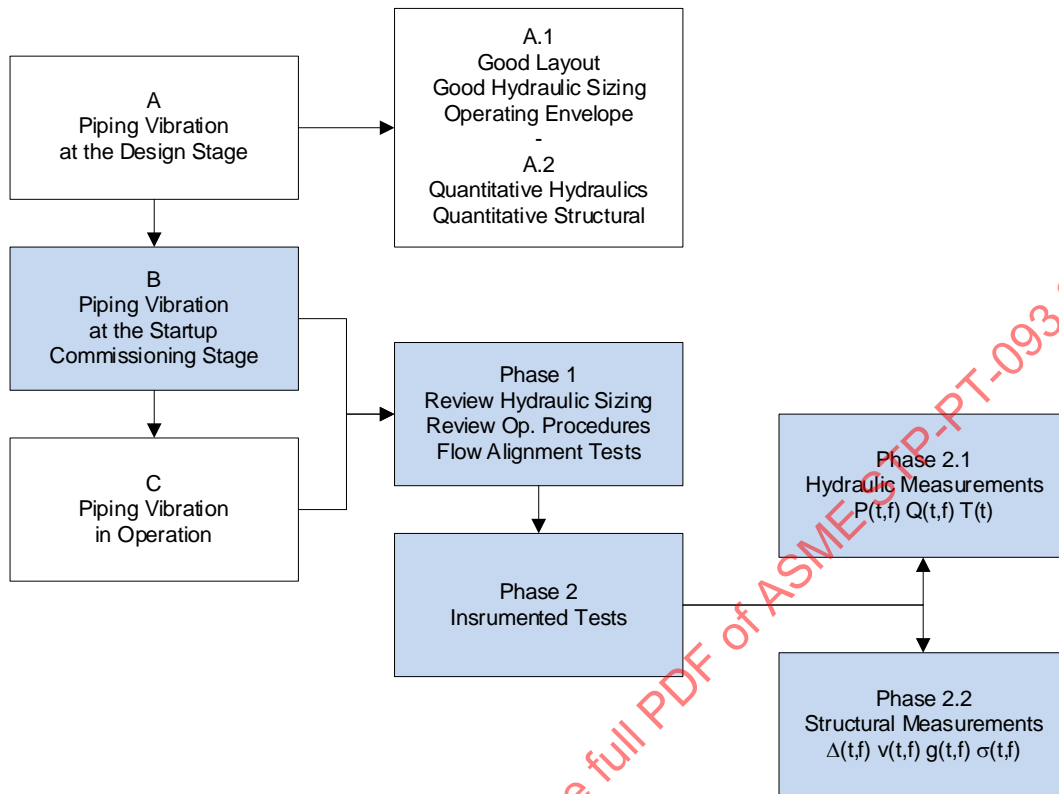 A
Piping Vibration
at the Design Stage
A.1
Good Layout
Good Hydraulic Sizing
Operating Envelope
-
A.2
Quantitative Hydraulics
Quantitative Structural
B
Piping Vibration
at the Startup
Commissioning Stage
C
Piping Vibration
in Operation
Phase 1
Review Hydraulic Sizing
Review Op. Procedures
Flow Alignment Tests
Phase 2
Insrumented Tests
Phase 2.1
Hydraulic Measurements
P(t,f) Q(t,f) T(t)
Phase 2.2
Structural Measurements
Δ(t,f) v(t,f) g(t,f) σ(t,f)
full PDF of ASME STP-PT-093